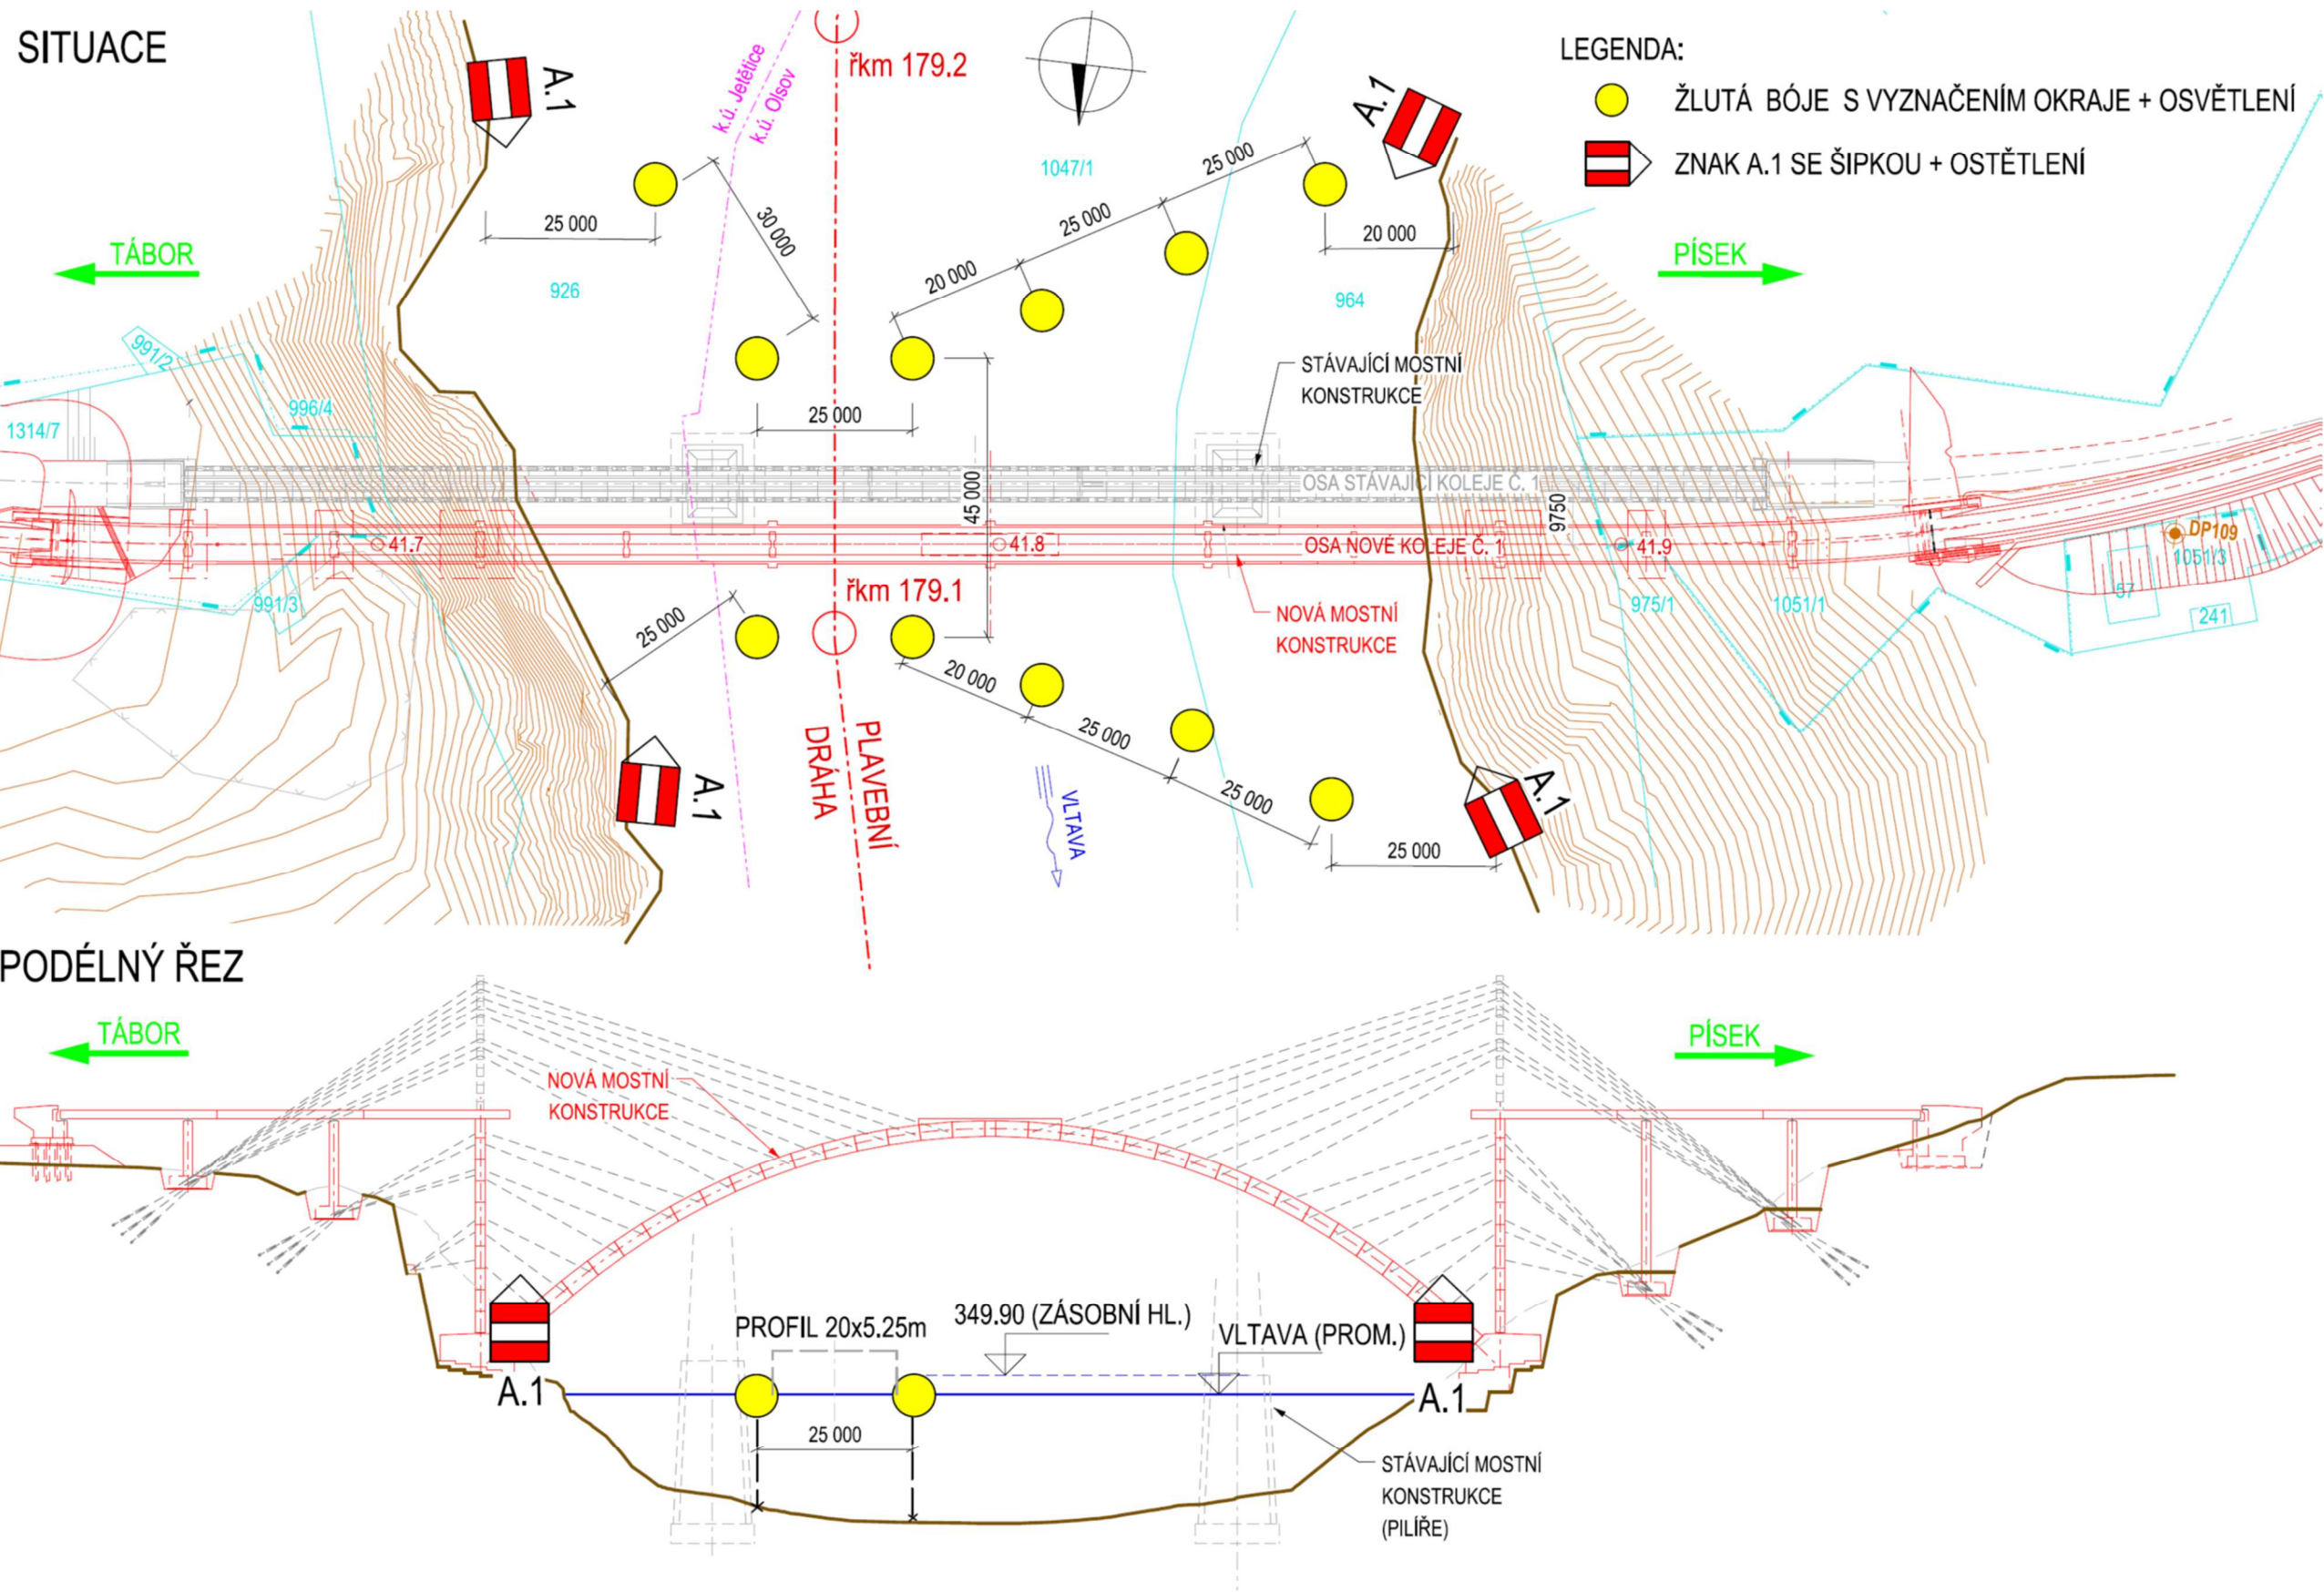 SITUACE
A.1
k.ú. Jetětice
k.ú. Olsov
řkm 179.2
1047/1
A.1
LEGENDA:
ŽLUTÁ BÓJE S VYZNAČENÍM OKRAJE + OSVĚTLENÍ
ZNAK A.1 SE ŠIPKOU + OSTĚTLENÍ
TÁBOR
25 000
30 000
20 000
25 000
25 000
20 000
PÍSEK
926
964
991/2
996/4
1314/7
25 000
STÁVAJÍCÍ MOSTNÍ
KONSTRUKCE
45 000
OSA STÁVAJÍCÍ KOLEJE Č. 1
9750
41.7
41.8
OSA NOVÉ KOLEJE Č. 1
41.9
DP109
1051/3
991/3
řkm 179.1
975/1
1051/1
57
241
25 000
NOVÁ MOSTNÍ
KONSTRUKCE
20 000
25 000
25 000
25 000
PLAVEBNÍ
DRÁHA
VLTAVA
A.1
A.1
PODÉLNÝ ŘEZ
TÁBOR
PÍSEK
NOVÁ MOSTNÍ
KONSTRUKCE
PROFIL 20x5.25m
349.90 (ZÁSOBNÍ HL.)
VLTAVA (PROM.)
A.1
A.1
25 000
STÁVAJÍCÍ MOSTNÍ
KONSTRUKCE
(PILÍŘE)